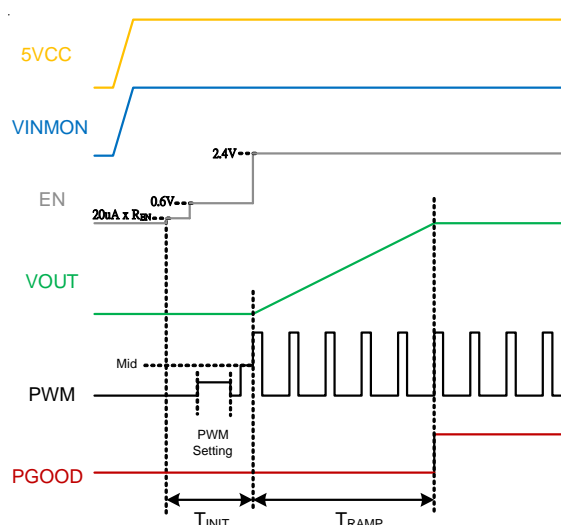 5VCC
VINMON
2.4V
EN
0.6V
20uA x REN
VOUT
Mid
PWM
PWM
Setting
PGOOD
TINIT
TRAMP